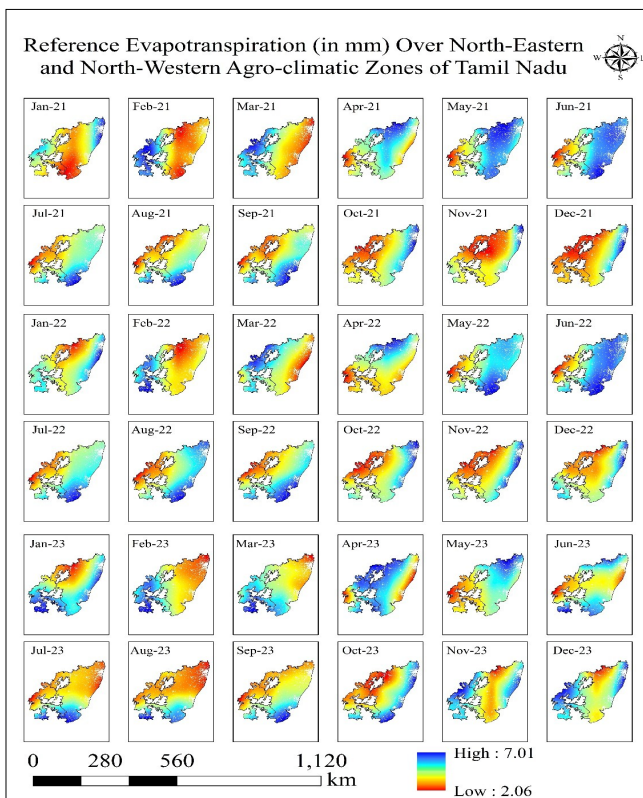 Reference Evapotranspiration (in mm) Over North-Eastern
and North-Western Agro-climatic Zones of Tamil Nadu
N
W
E
S
Jan-21 Feb-21 Mar-21 Apr-21 May-21 Jun-21
Jul-21 Aug-21 Sep-21 Oct-21 Nov-21 Dec-21
Jan-22 Feb-22 Mar-22 Apr-22 May-22 Jun-22
Jul-22 Aug-22 Sep-22 Oct-22 Nov-22 Dec-22
Jan-23 Feb-23 Mar-23 Apr-23 May-23 Jun-23
Jul-23 Aug-23 Sep-23 Oct-23 Nov-23 Dec-23
0 280 560 1,120
km
High : 7.01
Low : 2.06